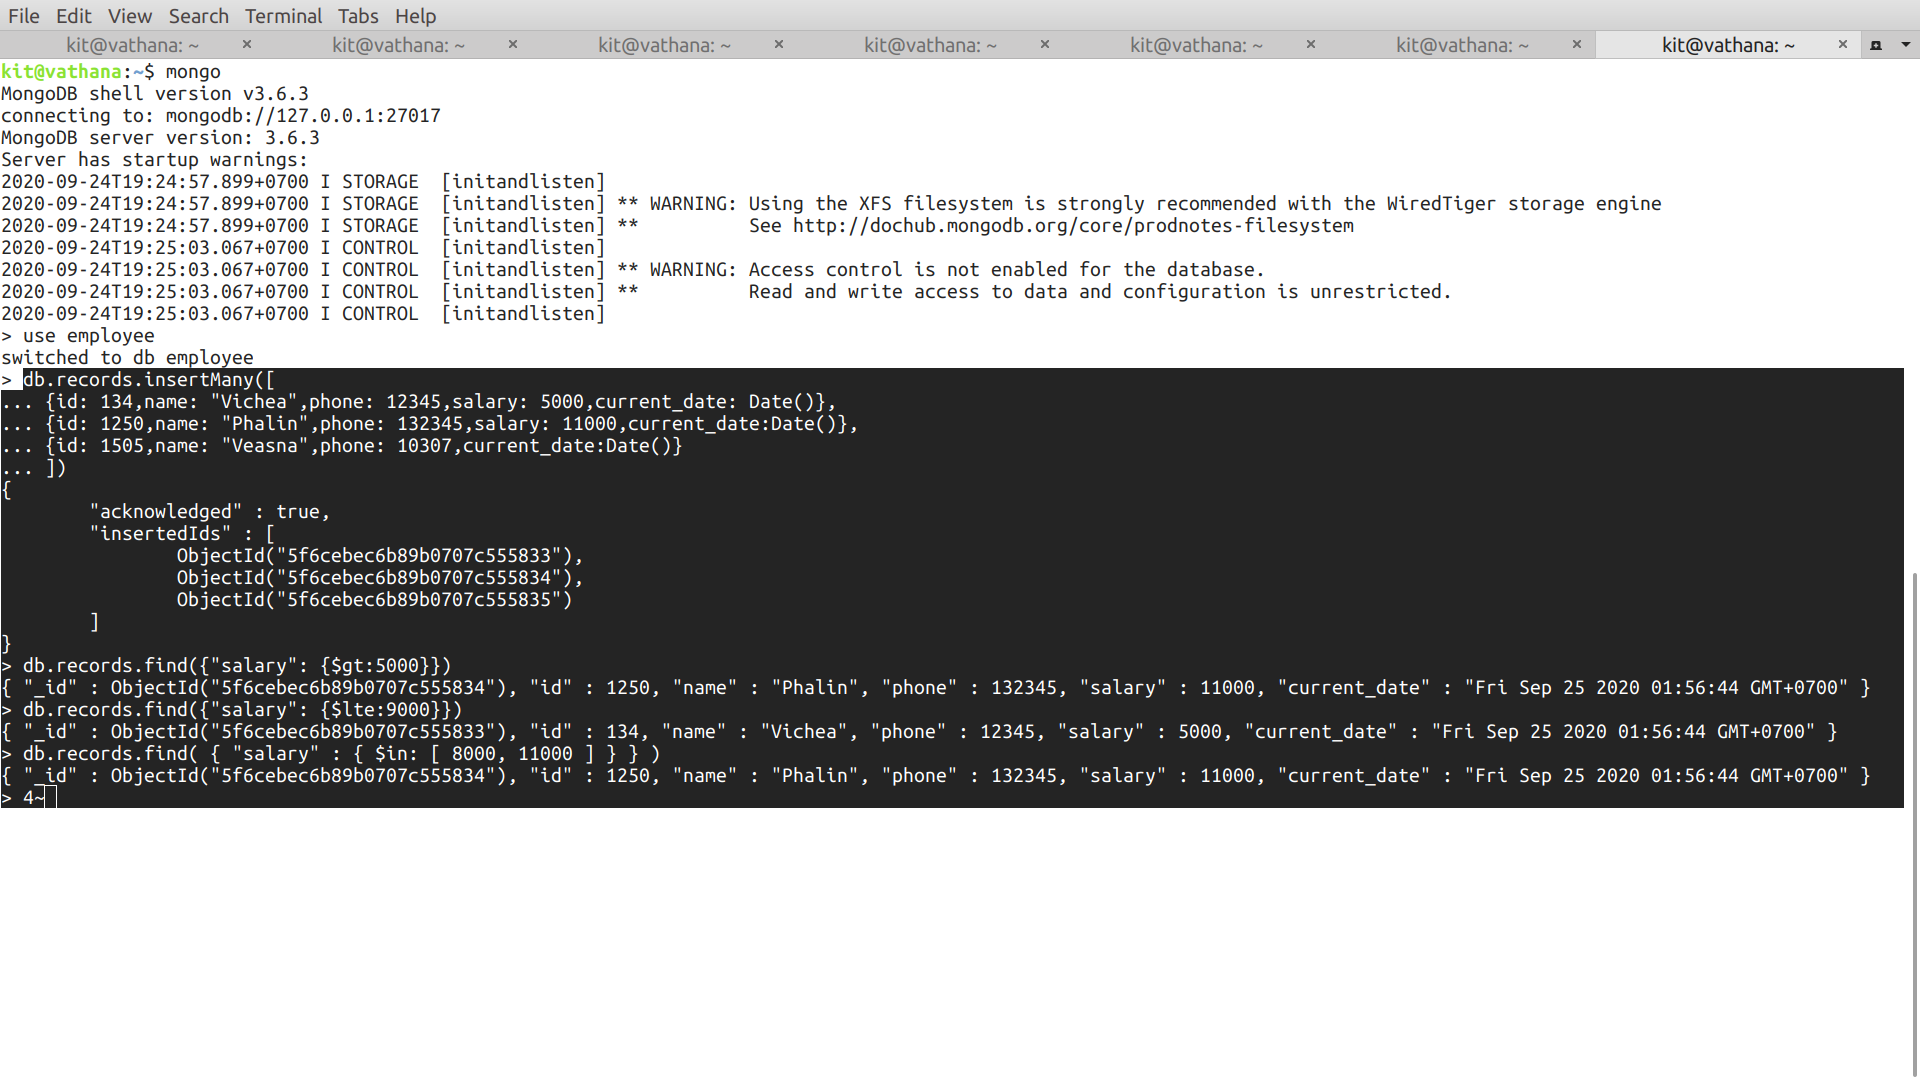 File Edit View Search Terminal Tabs Help
kit@vathana: ~ × kit@vathana: ~ × kit@vathana: ~ × kit@vathana: ~ × kit@vathana: ~ × kit@vathana: ~ × kit@vathana: ~ ×
kit@vathana:~$ mongo
MongoDB shell version v3.6.3
connecting to: mongodb://127.0.0.1:27017
MongoDB server version: 3.6.3
Server has startup warnings:
2020-09-24T19:24:57.899+0700 I STORAGE  [initandlisten]
2020-09-24T19:24:57.899+0700 I STORAGE  [initandlisten] ** WARNING: Using the XFS filesystem is strongly recommended with the WiredTiger storage engine
2020-09-24T19:24:57.899+0700 I STORAGE  [initandlisten] **          See http://dochub.mongodb.org/core/prodnotes-filesystem
2020-09-24T19:25:03.067+0700 I CONTROL  [initandlisten]
2020-09-24T19:25:03.067+0700 I CONTROL  [initandlisten] ** WARNING: Access control is not enabled for the database.
2020-09-24T19:25:03.067+0700 I CONTROL  [initandlisten] **          Read and write access to data and configuration is unrestricted.
2020-09-24T19:25:03.067+0700 I CONTROL  [initandlisten]
> use employee
switched to db employee
> db.records.insertMany([
... {id: 134,name: "Vichea",phone: 12345,salary: 5000,current_date: Date()},
... {id: 1250,name: "Phalin",phone: 132345,salary: 11000,current_date:Date()},
... {id: 1505,name: "Veasna",phone: 10307,current_date:Date()}
... ])
{
        "acknowledged" : true,
        "insertedIds" : [
                ObjectId("5f6cebec6b89b0707c555833"),
                ObjectId("5f6cebec6b89b0707c555834"),
                ObjectId("5f6cebec6b89b0707c555835")
        ]
}
> db.records.find({"salary": {$gt:5000}})
{ "_id" : ObjectId("5f6cebec6b89b0707c555834"), "id" : 1250, "name" : "Phalin", "phone" : 132345, "salary" : 11000, "current_date" : "Fri Sep 25 2020 01:56:44 GMT+0700" }
> db.records.find({"salary": {$lte:9000}})
{ "_id" : ObjectId("5f6cebec6b89b0707c555833"), "id" : 134, "name" : "Vichea", "phone" : 12345, "salary" : 5000, "current_date" : "Fri Sep 25 2020 01:56:44 GMT+0700" }
> db.records.find( { "salary" : { $in: [ 8000, 11000 ] } } )
{ "_id" : ObjectId("5f6cebec6b89b0707c555834"), "id" : 1250, "name" : "Phalin", "phone" : 132345, "salary" : 11000, "current_date" : "Fri Sep 25 2020 01:56:44 GMT+0700" }
> 4~